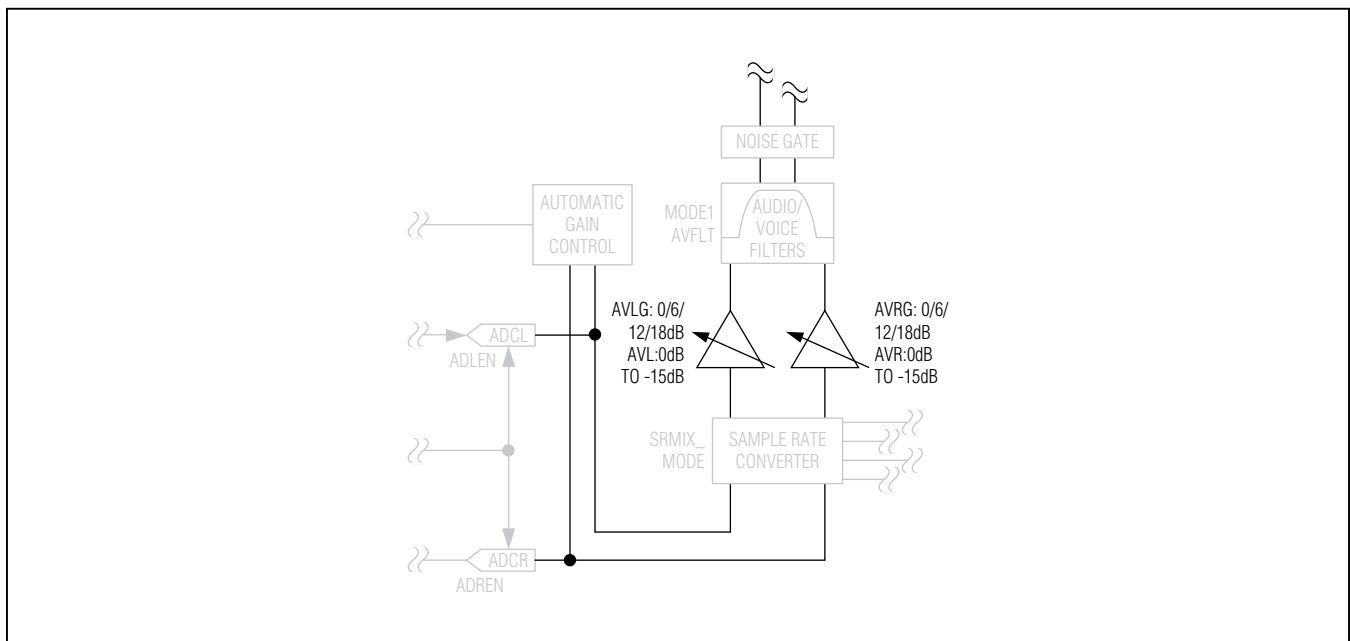 NOISE GATE
AUTOMATIC
GAIN
CONTROL
MODE1
AVFLT
AUDIO/
VOICE
FILTERS
AVLG: 0/6/
12/18dB
AVL:0dB
TO -15dB
AVRG: 0/6/
12/18dB
AVR:0dB
TO -15dB
ADCL
ADLEN
SRMIX_
MODE
SAMPLE RATE
CONVERTER
ADCR
ADREN